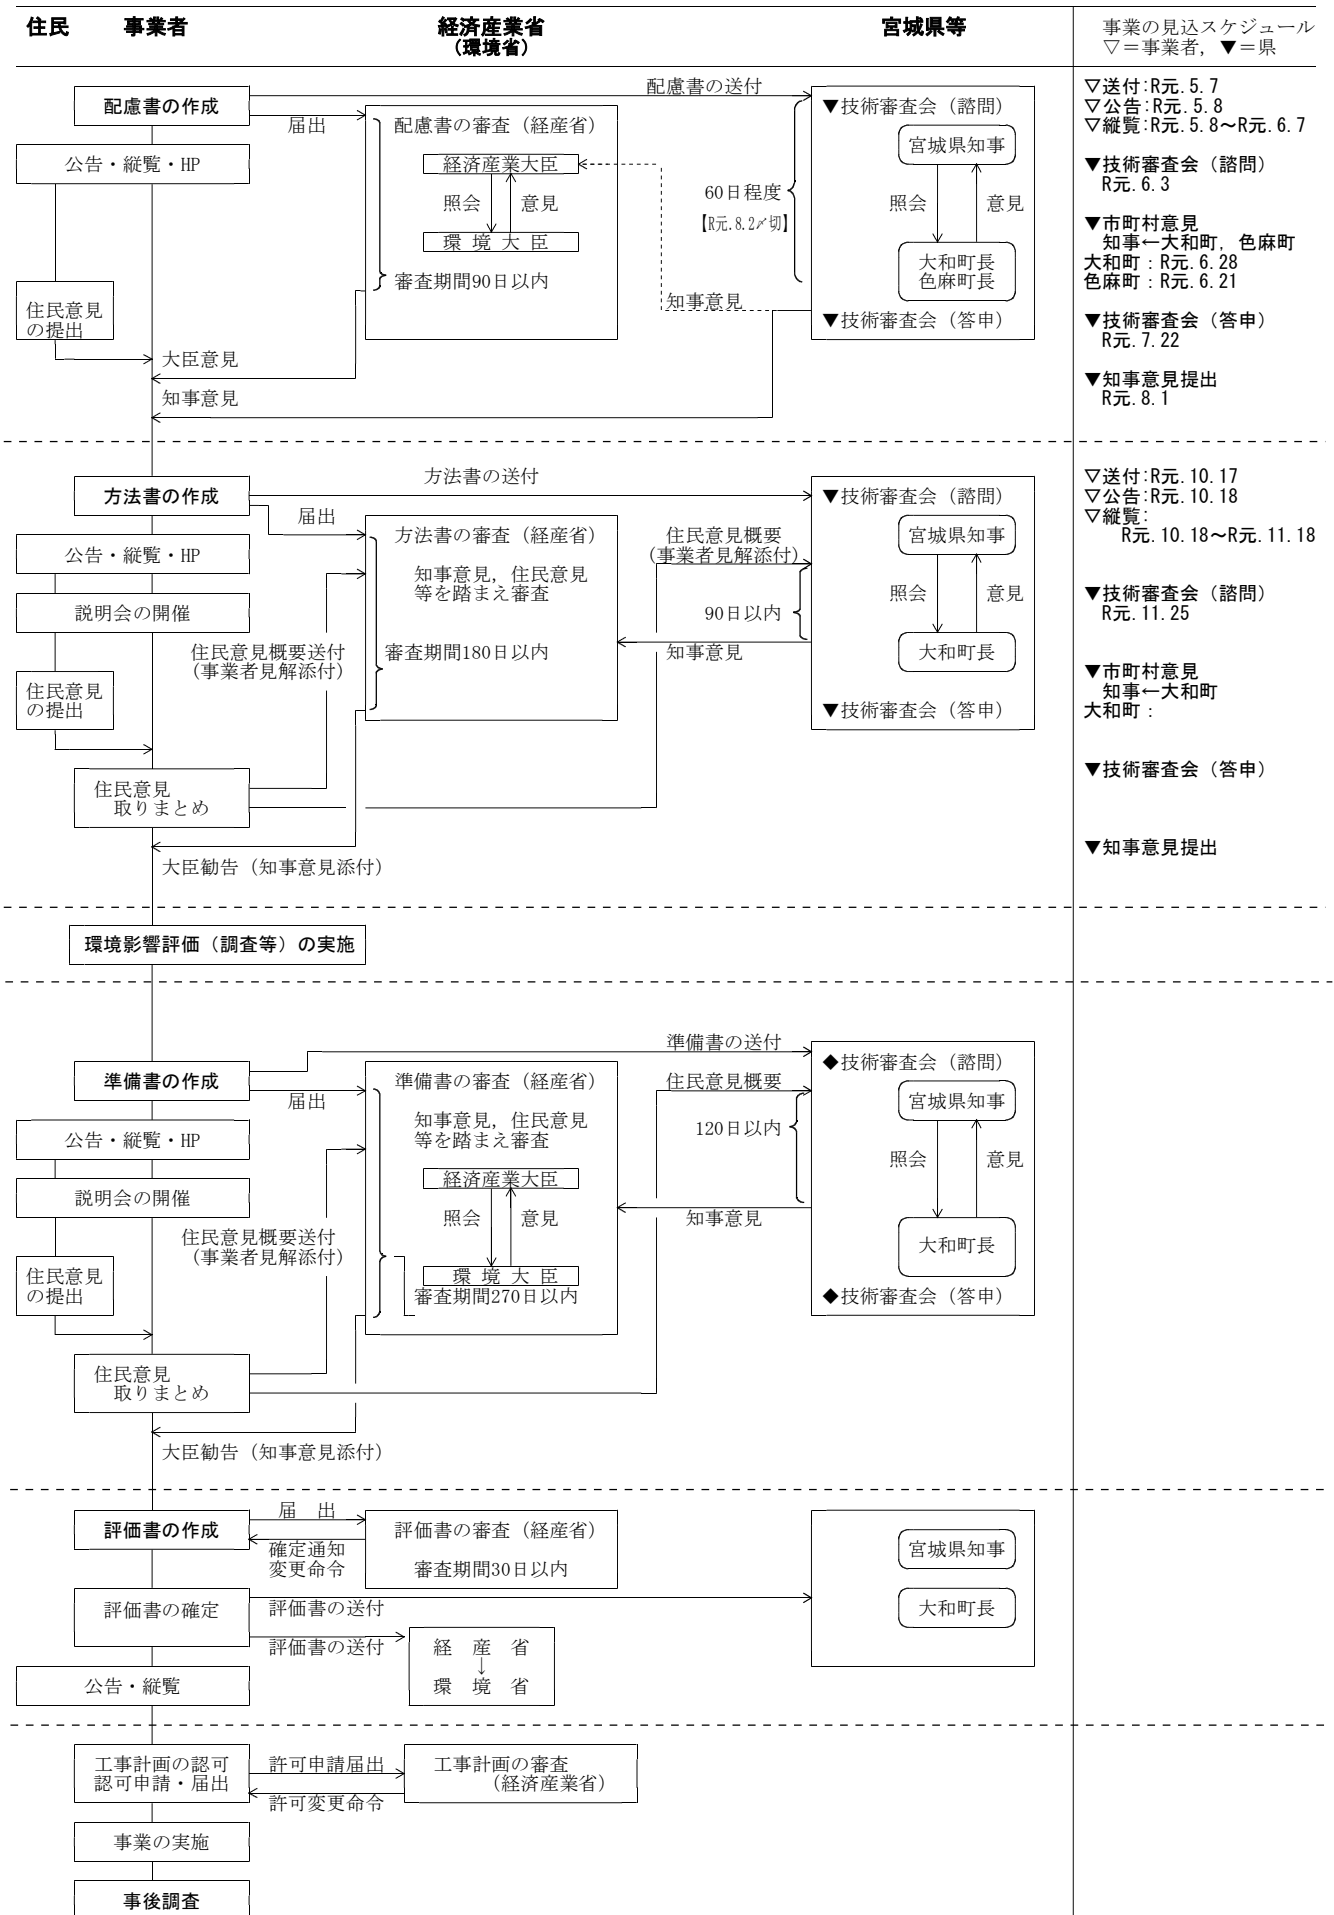 住民 事業者 経済産業省 宮城県等 事業の見込スケジュール
（環境省） ▽＝事業者，▼＝県
配慮書の作成
配慮書の送付
届出
公告・縦覧・HP
住民意見
の提出
配慮書の審査（経産省）
経済産業大臣
照会 意見
環 境 大 臣
審査期間90日以内
60日程度
【R元.8.2〆切】
知事意見
▼技術審査会（諮問）
宮城県知事
照会 意見
大和町長
色麻町長
▼技術審査会（答申）
大臣意見
知事意見
▽送付:R元.5.7
▽公告:R元.5.8
▽縦覧:R元.5.8～R元.6.7
▼技術審査会（諮問）
R元.6.3
▼市町村意見
知事←大和町，色麻町
大和町：R元.6.28
色麻町：R元.6.21
▼技術審査会（答申）
R元.7.22
▼知事意見提出
R元.8.1
方法書の作成
方法書の送付
届出
公告・縦覧・HP
説明会の開催
住民意見
の提出
住民意見概要送付
（事業者見解添付）
方法書の審査（経産省）
知事意見，住民意見
等を踏まえ審査
審査期間180日以内
住民意見概要
（事業者見解添付）
90日以内
知事意見
▼技術審査会（諮問）
宮城県知事
照会 意見
大和町長
▼技術審査会（答申）
住民意見
取りまとめ
大臣勧告（知事意見添付）
▽送付:R元.10.17
▽公告:R元.10.18
▽縦覧:
R元.10.18～R元.11.18
▼技術審査会（諮問）
R元.11.25
▼市町村意見
知事←大和町
大和町：
▼技術審査会（答申）
▼知事意見提出
環境影響評価（調査等）の実施
準備書の作成
準備書の送付
届出
公告・縦覧・HP
説明会の開催
住民意見
の提出
住民意見概要送付
（事業者見解添付）
準備書の審査（経産省）
知事意見，住民意見
等を踏まえ審査
経済産業大臣
照会 意見
環 境 大 臣
審査期間270日以内
住民意見概要
120日以内
知事意見
◆技術審査会（諮問）
宮城県知事
照会 意見
大和町長
◆技術審査会（答申）
住民意見
取りまとめ
大臣勧告（知事意見添付）
評価書の作成
届 出
確定通知
変更命令
評価書の審査（経産省）
審査期間30日以内
宮城県知事
大和町長
評価書の確定
評価書の送付
評価書の送付
経 産 省
↓
環 境 省
公告・縦覧
工事計画の認可
認可申請・届出
許可申請届出
許可変更命令
工事計画の審査
（経済産業省）
事業の実施
事後調査